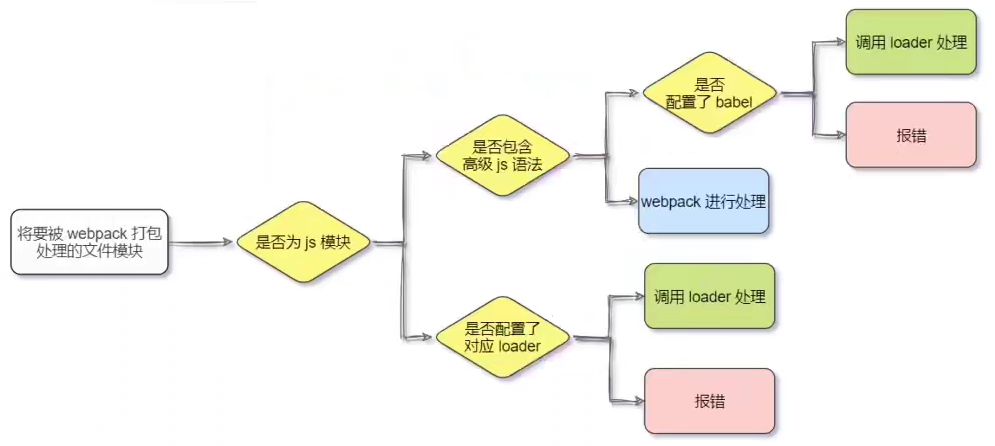 将要被 webpack 打包
处理的文件模块
是否为 js 模块
是否包含
高级 js 语法
是否
配置了 babel
调用 loader 处理
报错
webpack 进行处理
是否配置了
对应 loader
调用 loader 处理
报错